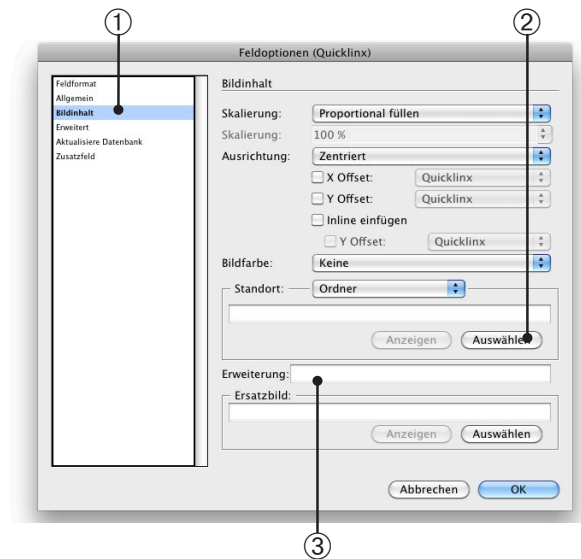 ① ②
Feldoptionen (Quicklinx)
Feldformat
Allgemein
Bildinhalt
Erweitert
Aktualisiere Datenbank
Zusatzfeld
Bildinhalt
Skalierung: Proportional füllen
Skalierung: 100 %
Ausrichtung: Zentriert
X Offset: Quicklinx
Y Offset: Quicklinx
Inline einfügen
Y Offset: Quicklinx
Bildfarbe: Keine
Standort: Ordner
Anzeigen Auswählen
Erweiterung:
Ersatzbild:
Anzeigen Auswählen
Abbrechen OK
③